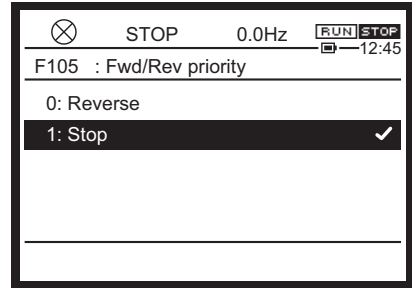 STOP 0.0Hz RUN STOP
12:45
F105 : Fwd/Rev priority
0: Reverse
1: Stop